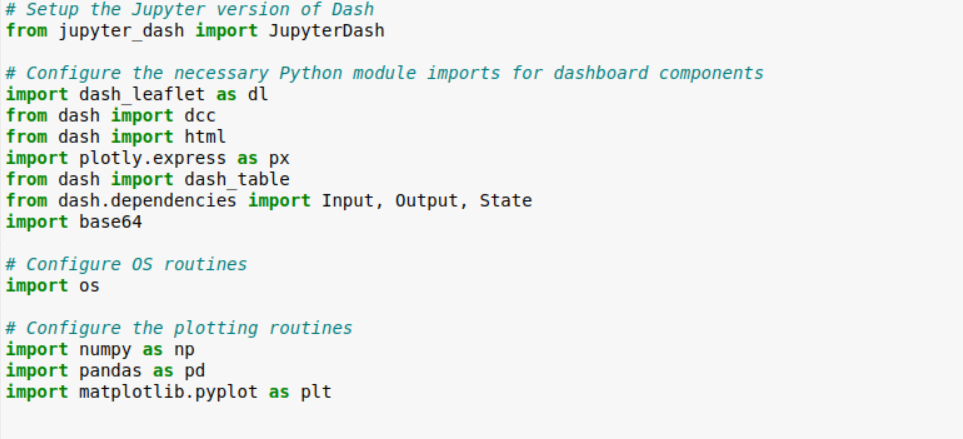 # Setup the Jupyter version of Dash
from jupyter_dash import JupyterDash
# Configure the necessary Python module imports for dashboard components
import dash_leaflet as dl
from dash import dcc
from dash import html
import plotly.express as px
from dash import dash_table
from dash.dependencies import Input, Output, State
import base64
# Configure OS routines
import os
# Configure the plotting routines
import numpy as np
import pandas as pd
import matplotlib.pyplot as plt